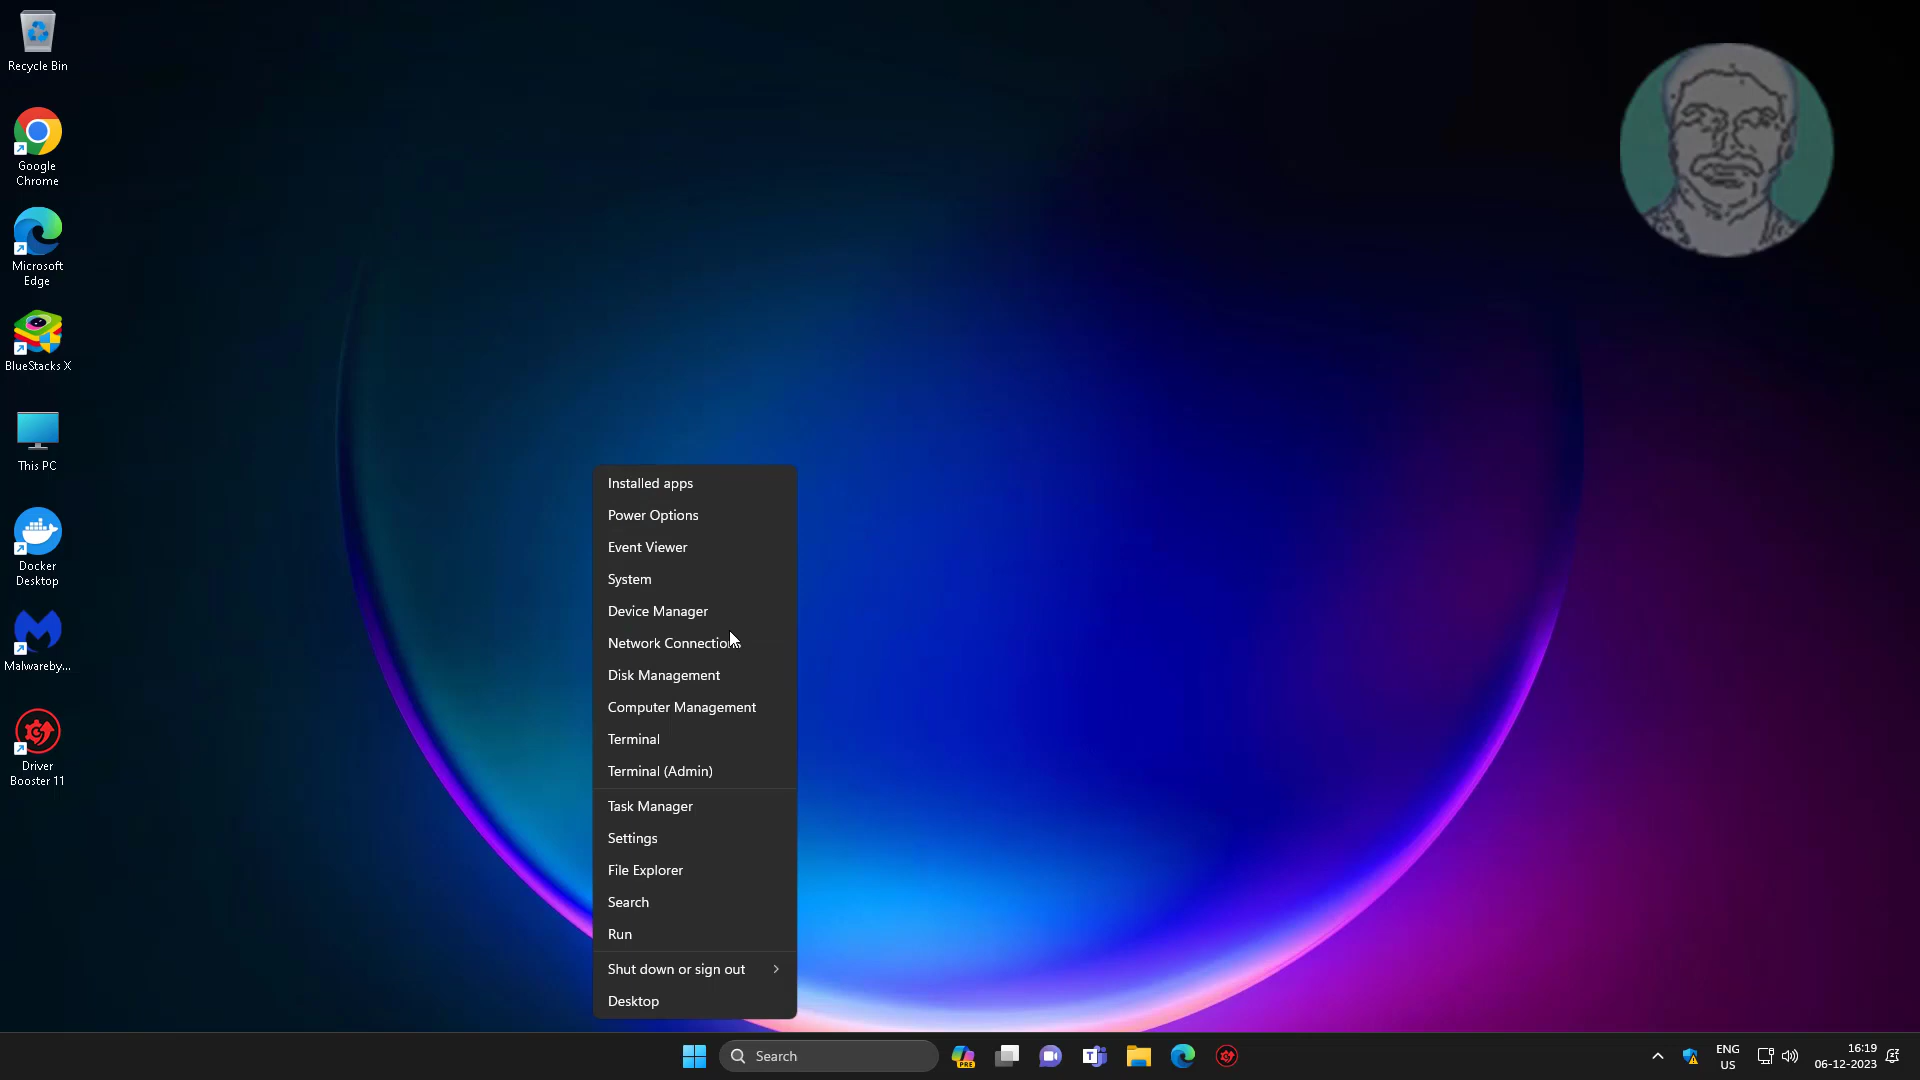 Recycle Bin
Google
Chrome
Microsoft
Edge
BlueStacks X
This PC
Docker
Desktop
Malwareby...
Driver
Booster 11
Installed apps
Power Options
Event Viewer
System
Device Manager
Network Connections
Disk Management
Computer Management
Terminal
Terminal (Admin)
Task Manager
Settings
File Explorer
Search
Run
Shut down or sign out
Desktop
Search
PRE
ENG
US
16:19
06-12-2023